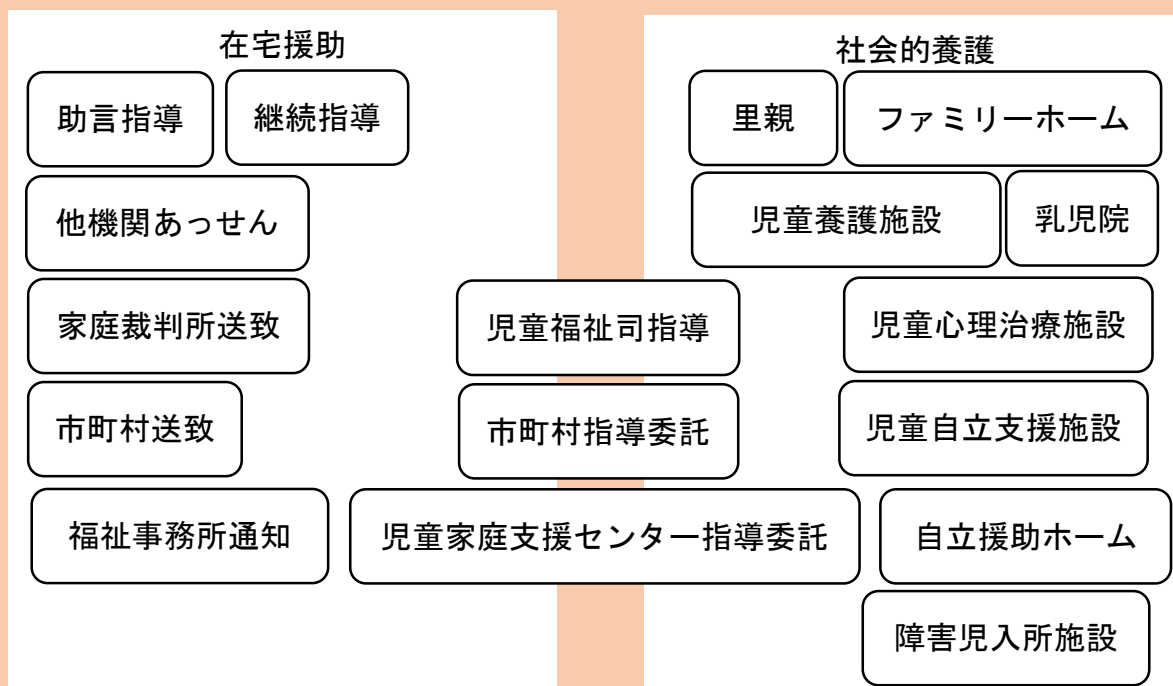 在宅援助
助言指導
継続指導
他機関あっせん
家庭裁判所送致
市町村送致
福祉事務所通知
児童福祉司指導
市町村指導委託
児童家庭支援センター指導委託
社会的養護
里親
ファミリーホーム
児童養護施設
乳児院
児童心理治療施設
児童自立支援施設
自立援助ホーム
障害児入所施設